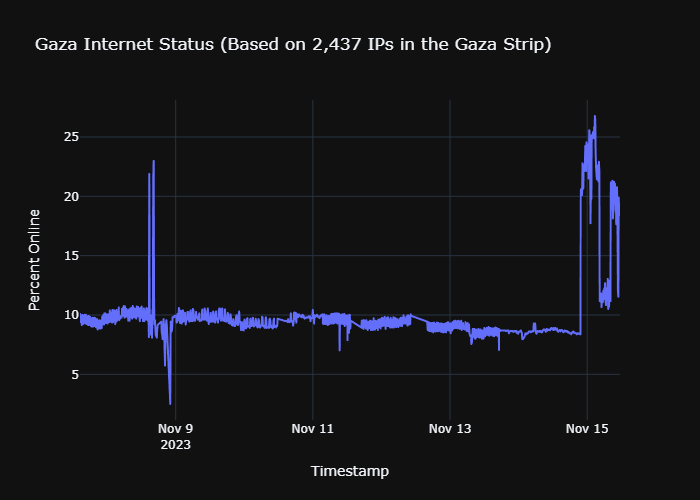 Gaza Internet Status (Based on 2,437 IPs in the Gaza Strip)
Percent Online
25
20
15
10
5
Nov 9
2023
Nov 11
Nov 13
Nov 15
Timestamp